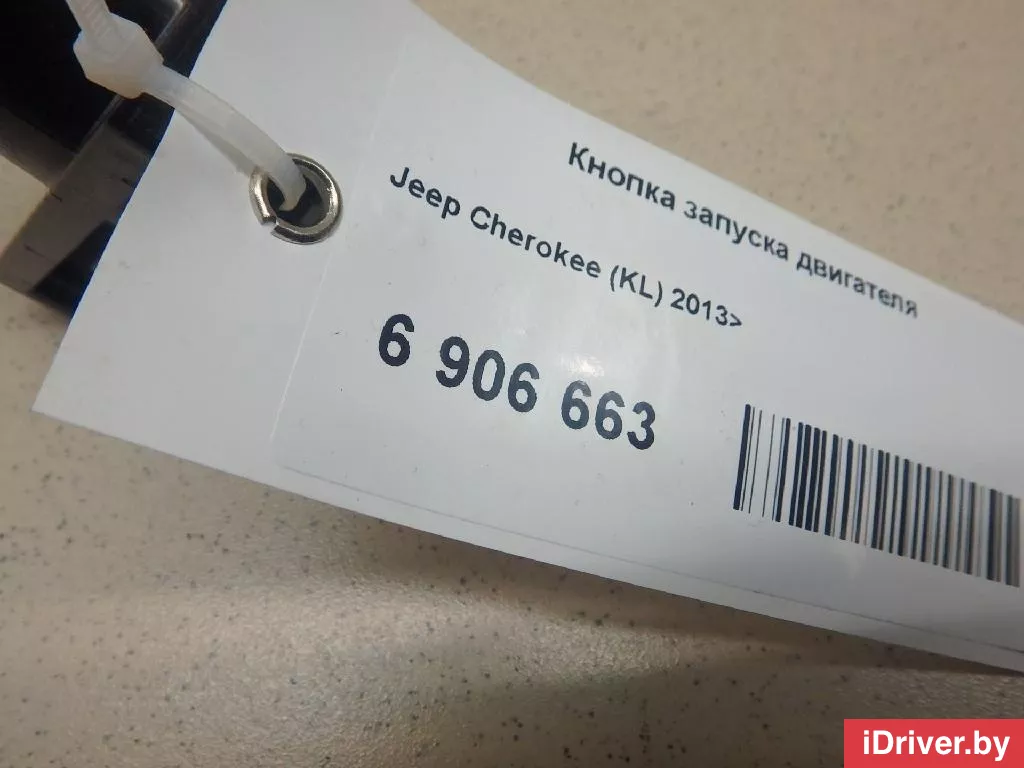 Кнопка запуска двигателя
Jeep Cherokee (KL) 2013>
6 906 663
iDriver.by